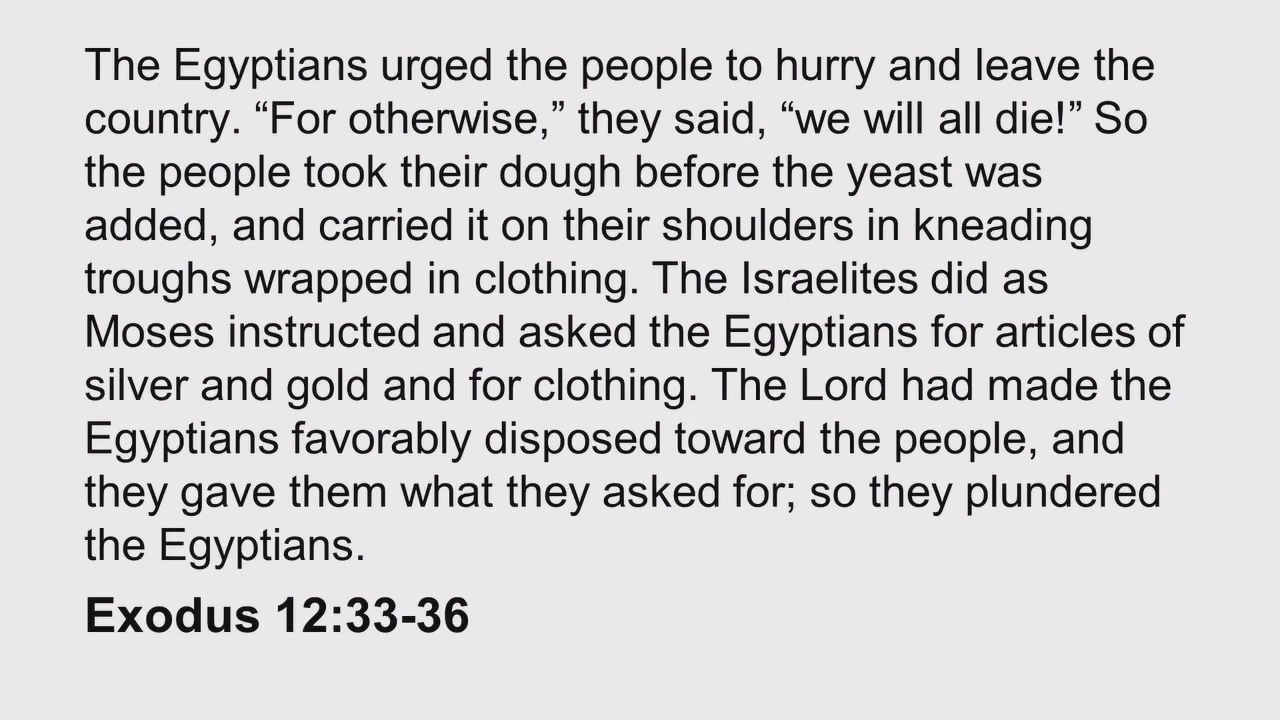 The Egyptians urged the people to hurry and leave the
country. “For otherwise,” they said, “we will all die!” So
the people took their dough before the yeast was
added, and carried it on their shoulders in kneading
troughs wrapped in clothing. The Israelites did as
Moses instructed and asked the Egyptians for articles of
silver and gold and for clothing. The Lord had made the
Egyptians favorably disposed toward the people, and
they gave them what they asked for; so they plundered
the Egyptians.
Exodus 12:33-36